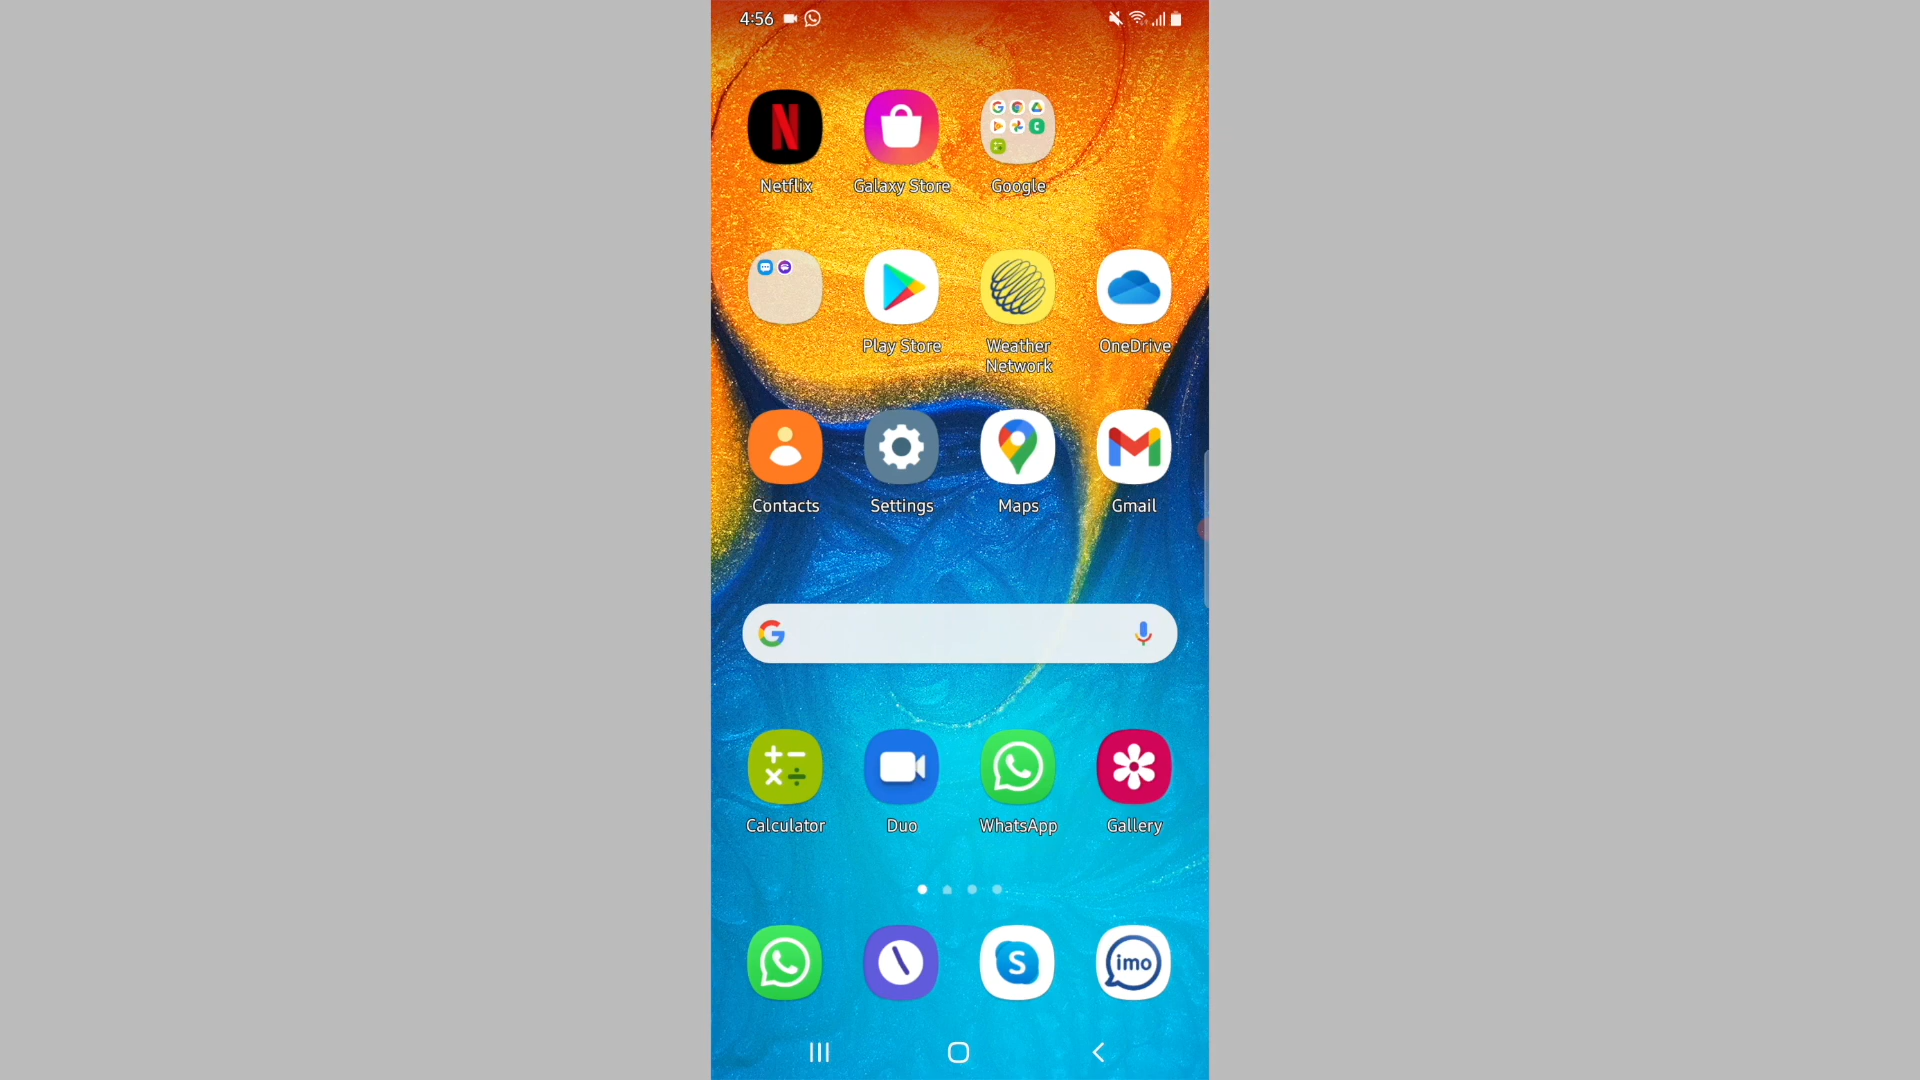 4:56
N
Netflix
Galaxy Store
Google
Play Store
Weather
Network
OneDrive
Contacts
Settings
Maps
Gmail
G
Calculator
Duo
WhatsApp
Gallery
S
imo